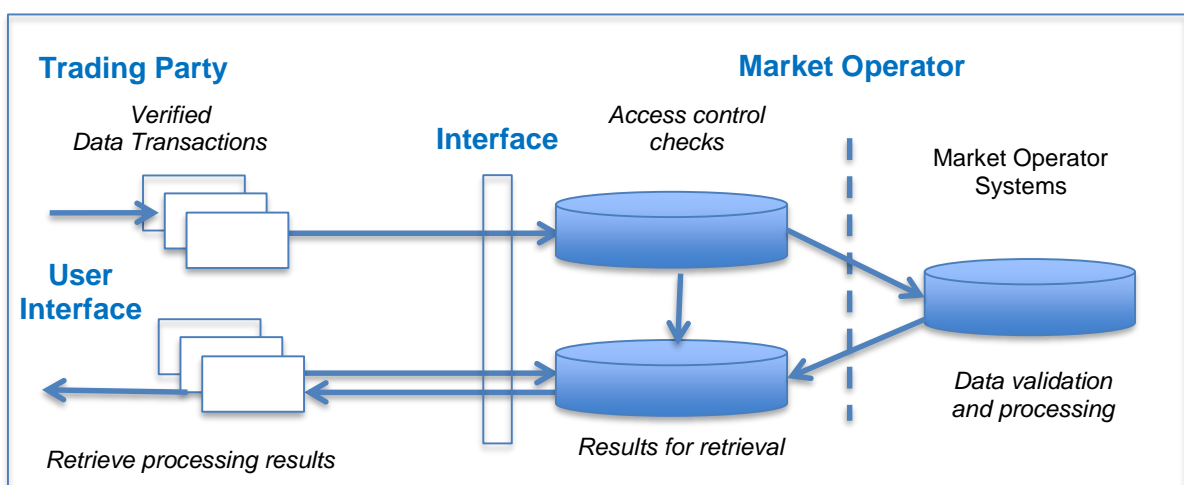 Trading Party
Market Operator
Verified
Data Transactions
Interface
Access control
checks
Market Operator
Systems
User
Interface
Data validation
and processing
Retrieve processing results
Results for retrieval